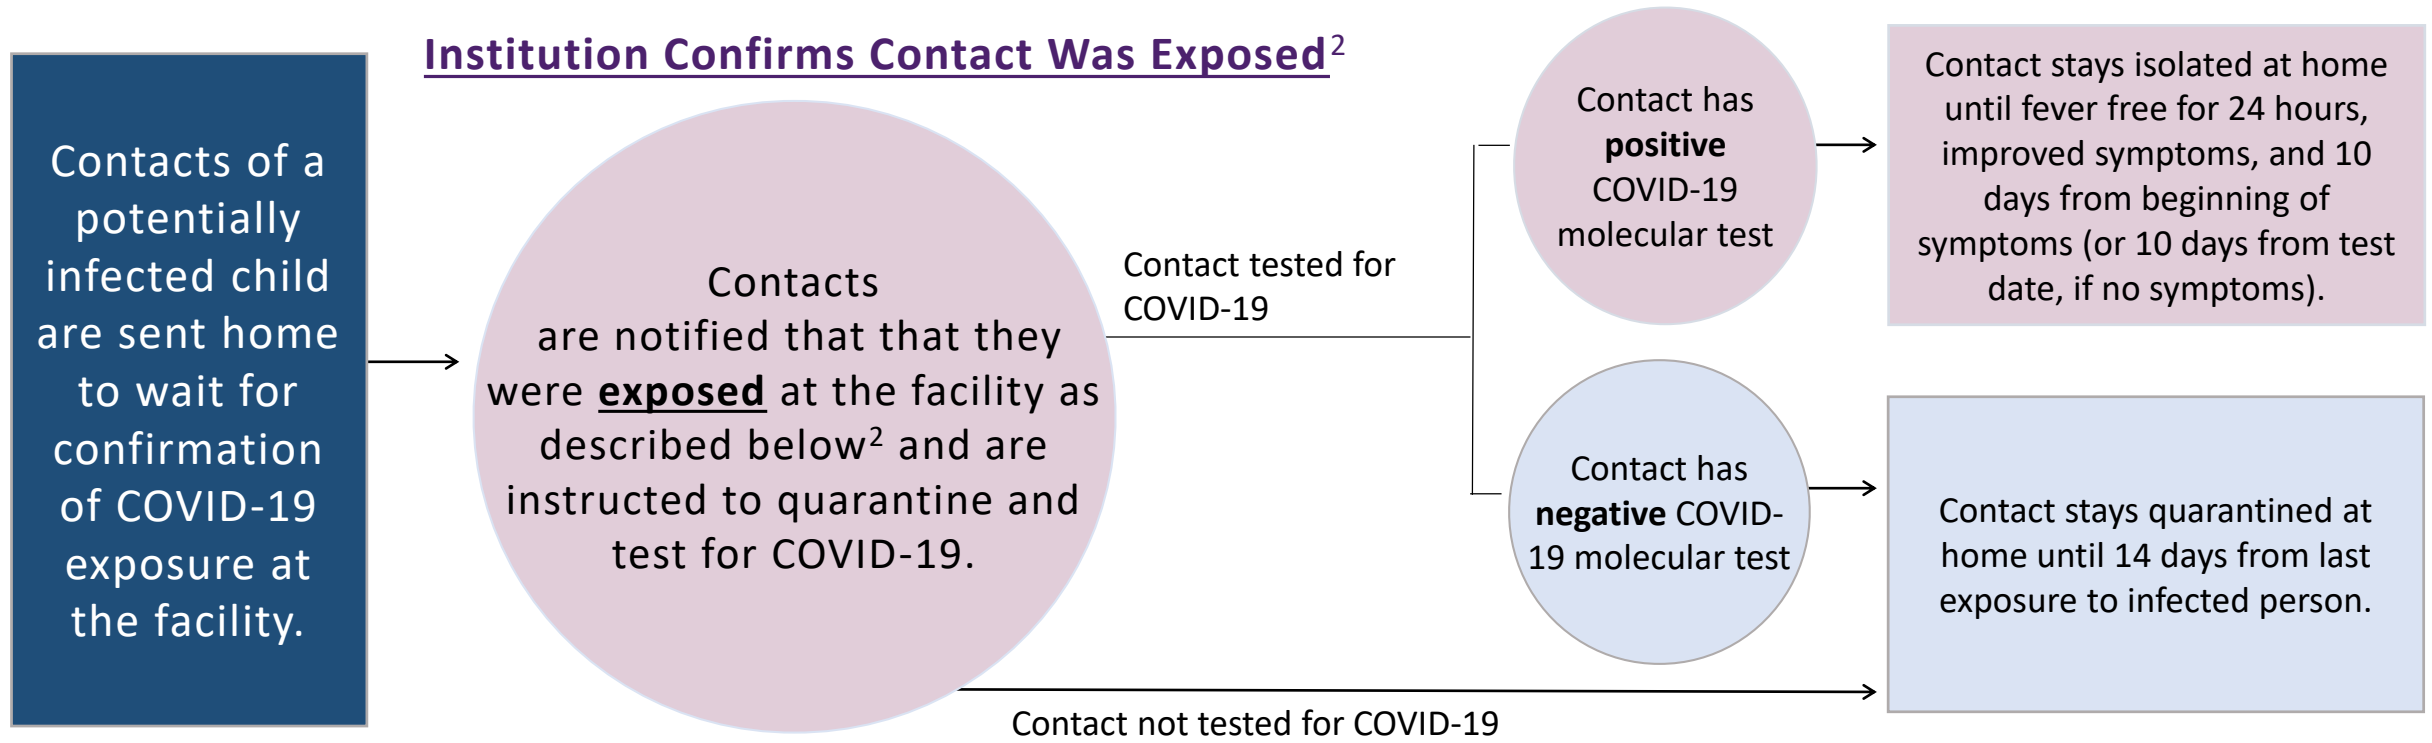 Institution Confirms Contact Was Exposed²
Contacts of a
potentially
infected child
are sent home
to wait for
confirmation
of COVID-19
exposure at
the facility.
Contacts
are notified that that they
were exposed at the facility as
described below² and are
instructed to quarantine and
test for COVID-19.
Contact tested for
COVID-19
Contact has
positive
COVID-19
molecular test
Contact stays isolated at home
until fever free for 24 hours,
improved symptoms, and 10
days from beginning of
symptoms (or 10 days from test
date, if no symptoms).
Contact has
negative COVID-
19 molecular test
Contact stays quarantined at
home until 14 days from last
exposure to infected person.
Contact not tested for COVID-19